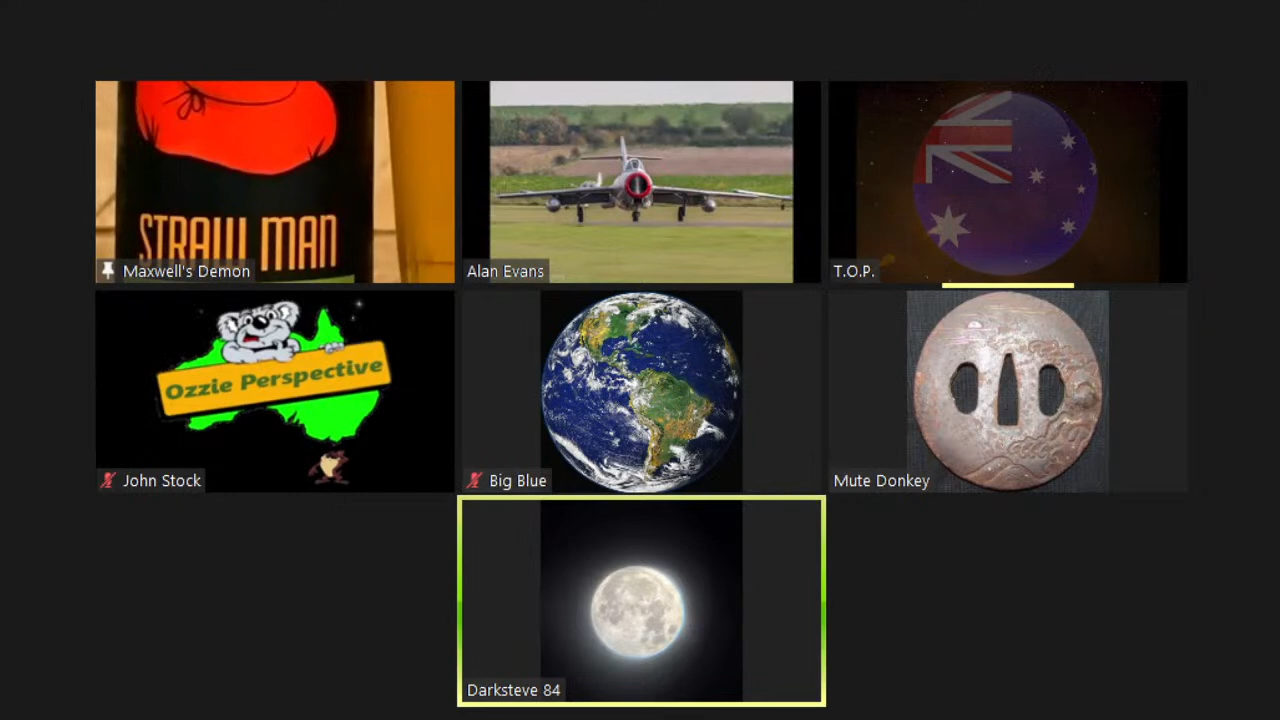 STRAW MAN
Maxwell's Demon
Alan Evans
T.O.P.
Ozzie Perspective
John Stock
Big Blue
Mute Donkey
Darksteve 84